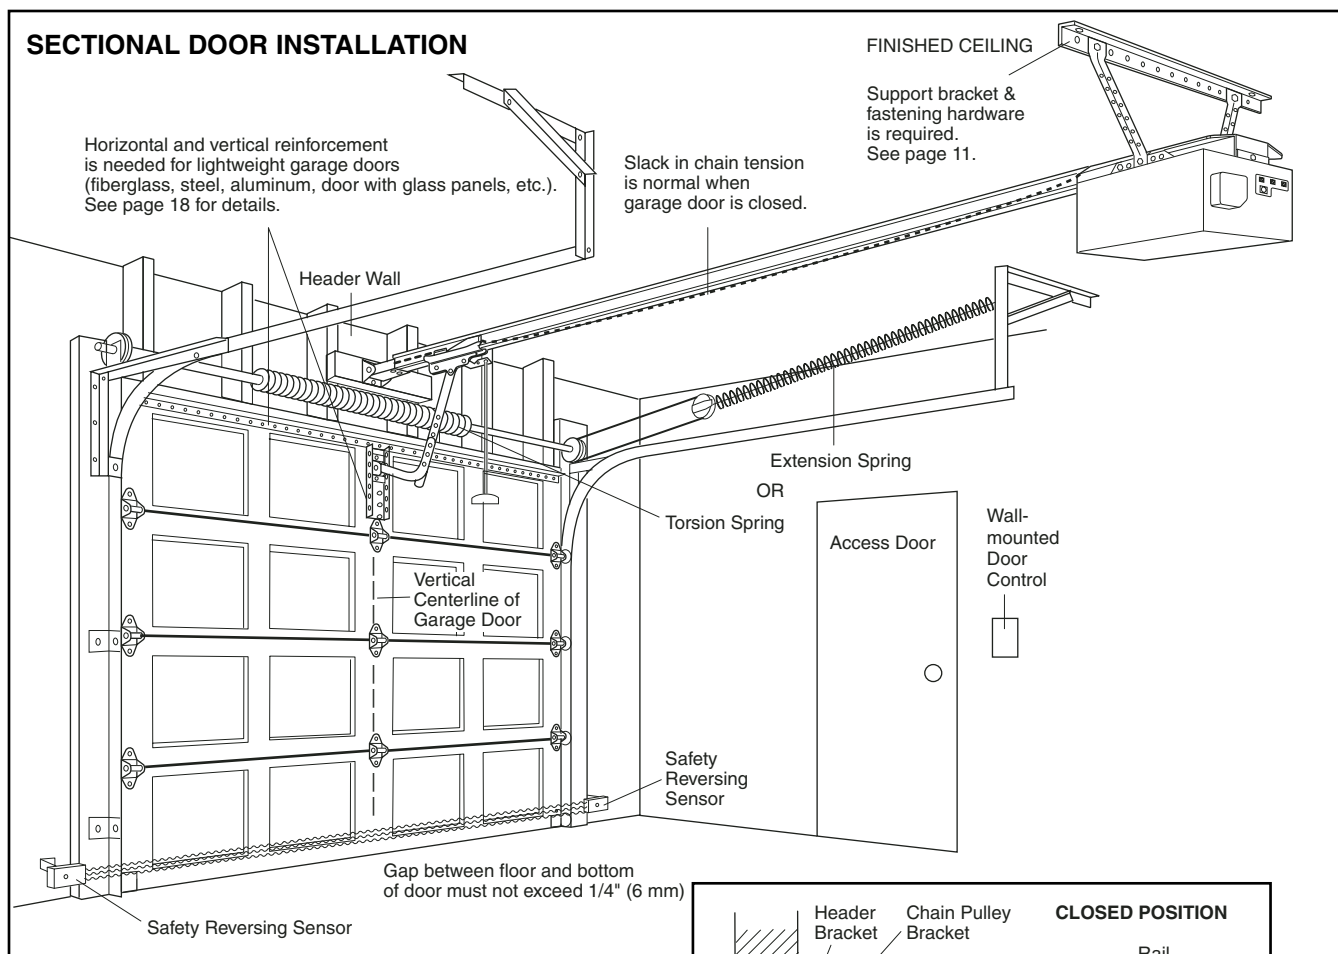 SECTIONAL DOOR INSTALLATION
FINISHED CEILING
Support bracket &
fastening hardware
is required.
See page 11.
Horizontal and vertical reinforcement
is needed for lightweight garage doors
(fiberglass, steel, aluminum, door with glass panels, etc.).
See page 18 for details.
Slack in chain tension
is normal when
garage door is closed.
Header Wall
Extension Spring
OR
Torsion Spring
Access Door
Wall-
mounted
Door
Control
Vertical
Centerline of
Garage Door
Safety
Reversing
Sensor
Gap between floor and bottom
of door must not exceed 1/4" (6 mm)
Safety Reversing Sensor
Header
Bracket
Chain Pulley
Bracket
CLOSED POSITION
Rail